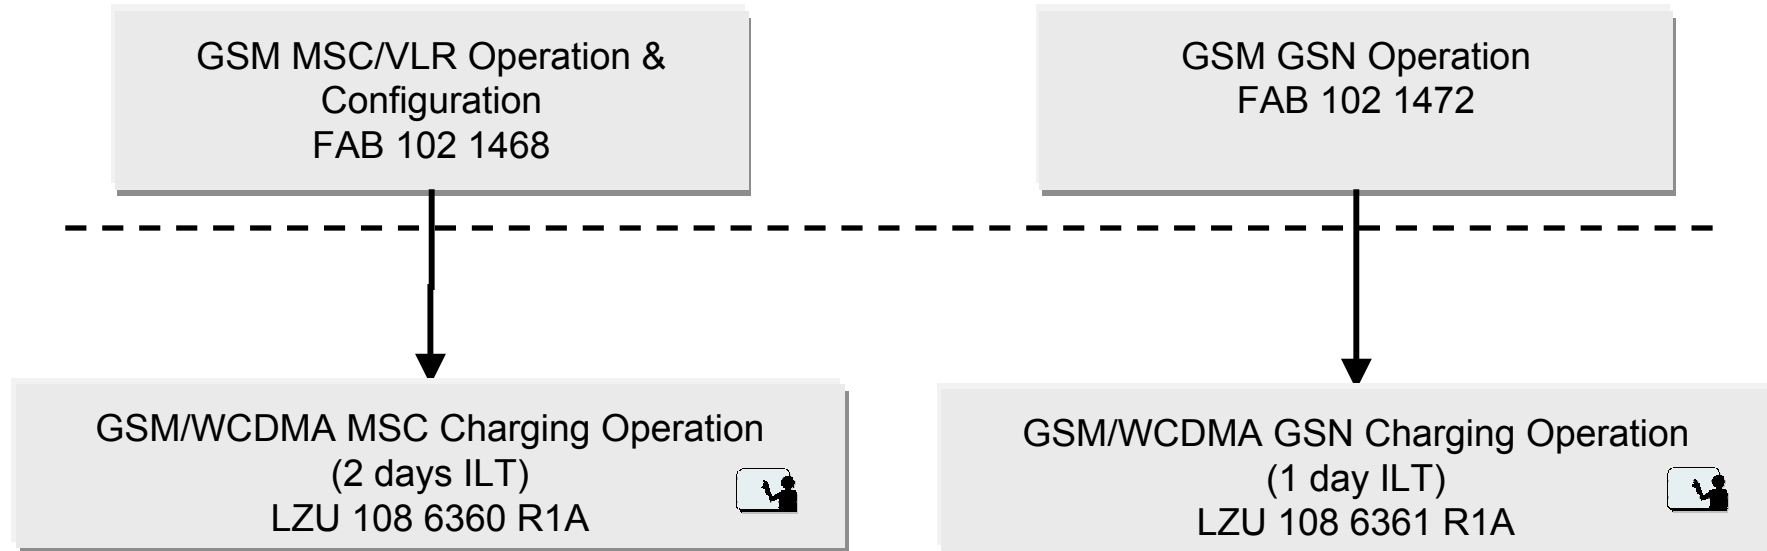 GSM MSC/VLR Operation &
Configuration
FAB 102 1468
GSM GSN Operation
FAB 102 1472
GSM/WCDMA MSC Charging Operation
(2 days ILT)
LZU 108 6360 R1A
GSM/WCDMA GSN Charging Operation
(1 day ILT)
LZU 108 6361 R1A